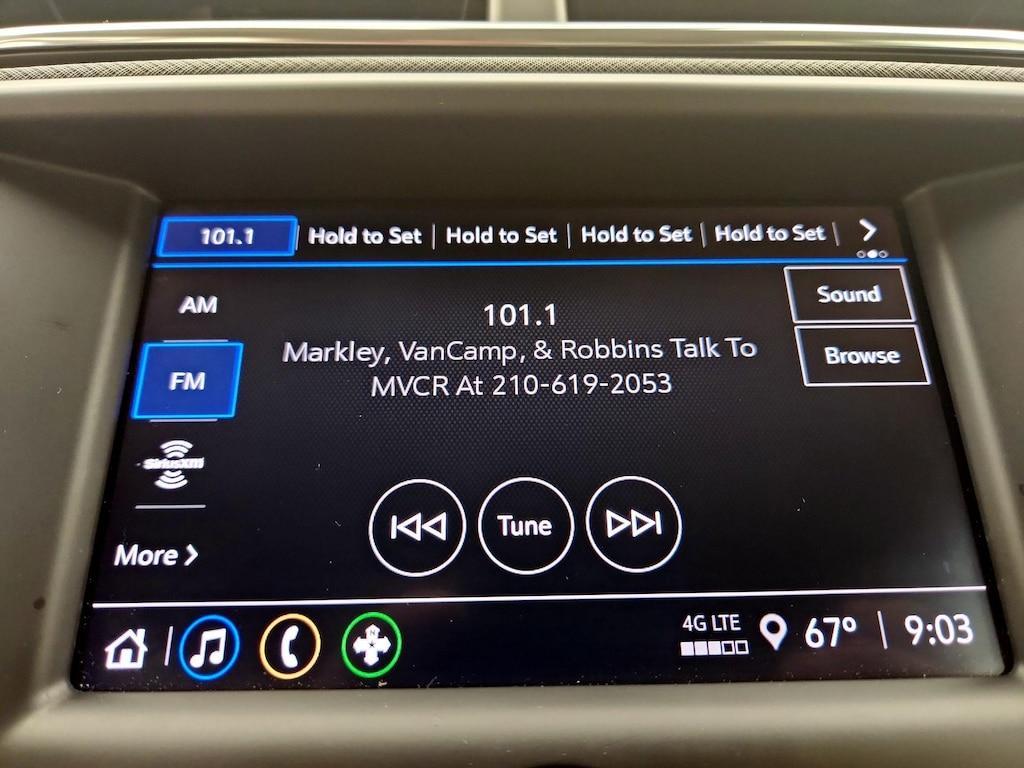 101.1 | Hold to Set | Hold to Set | Hold to Set | Hold to Set |
AM
FM
SiriusXM
More
101.1
Markley, VanCamp, & Robbins Talk To
MVCR At 210-619-2053
Tune
Sound
Browse
N
4G LTE
67° | 9:03